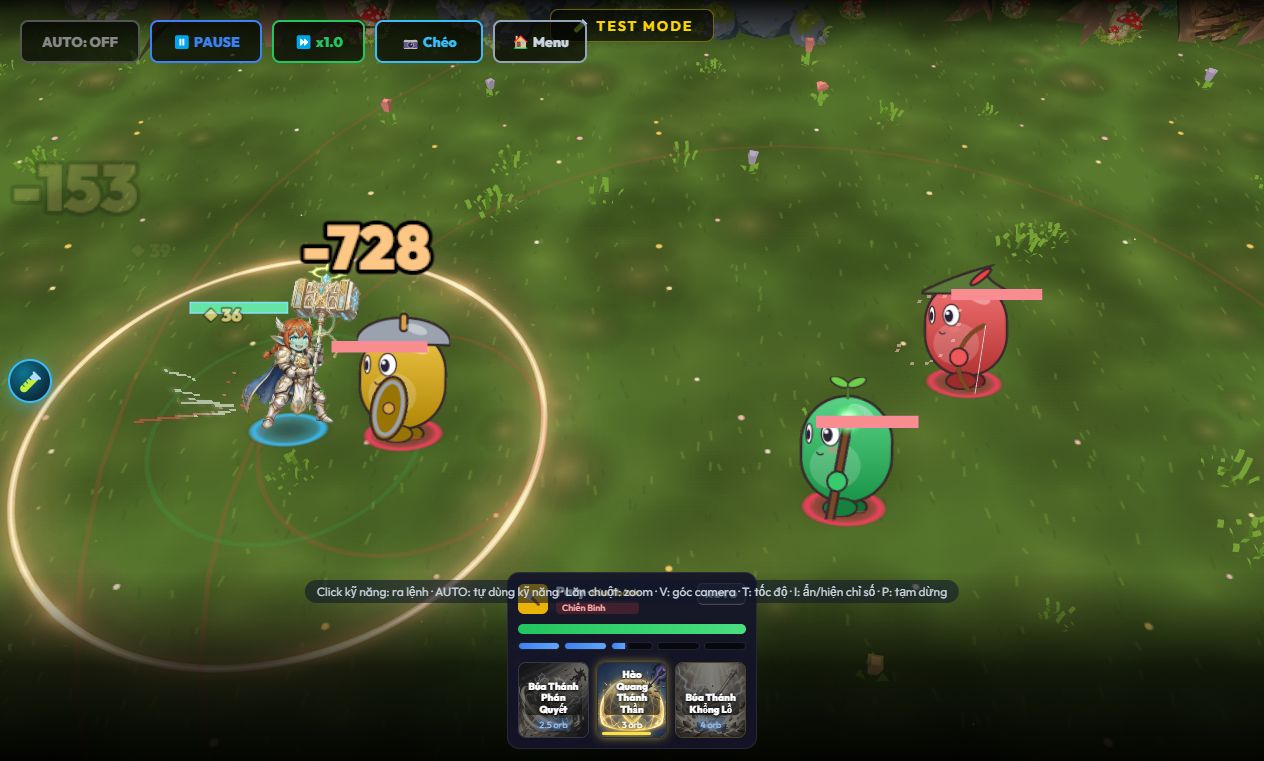 AUTO: OFF
PAUSE
x1.0
Chéo
Menu
TEST MODE
-153
39
-728
36
Click kỹ năng: ra lệnh · AUTO: tự dùng kỹ năng · Lăn chuột: zoom · V: góc camera · T: tốc độ · I: ẩn/hiện chỉ số · P: tạm dừng
Chiến Binh
Búa Thánh
Phán
Quyết
2.5 orb
Hào
Quang
Thánh
Thần
3 orb
Búa Thánh
Khổng Lồ
4 orb